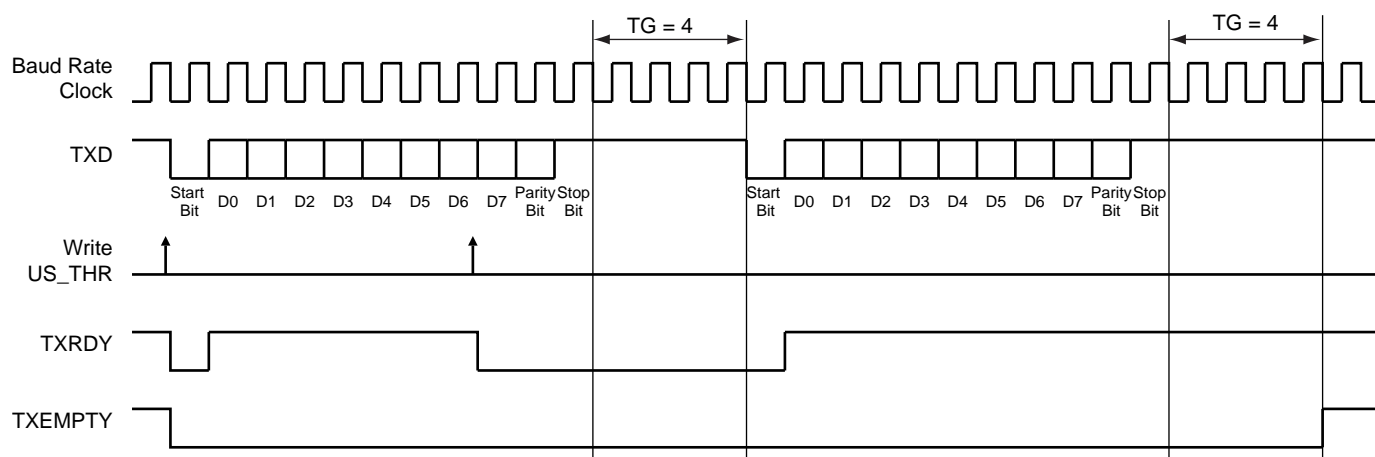 TG = 4
TG = 4
Baud Rate
Clock
TXD
Start
Bit
D0
D1
D2
D3
D4
D5
D6
D7
Parity
Bit
Stop
Bit
Start
Bit
D0
D1
D2
D3
D4
D5
D6
D7
Parity
Bit
Stop
Bit
Write
US_THR
TXRDY
TXEMPTY